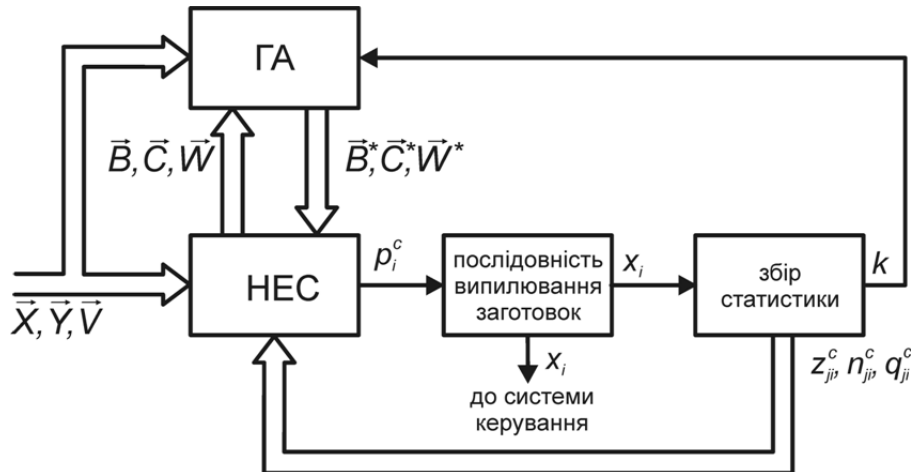 ГА
B⃗, C⃗, W⃗
B⃗*, C⃗*, W⃗*
НЕС
p_i^c
послідовність
випилювання
заготовок
x_i
збір
статистики
k
X⃗, Y⃗, V⃗
x_i
до системи
керування
z_ji^c, n_ji^c, q_ji^c